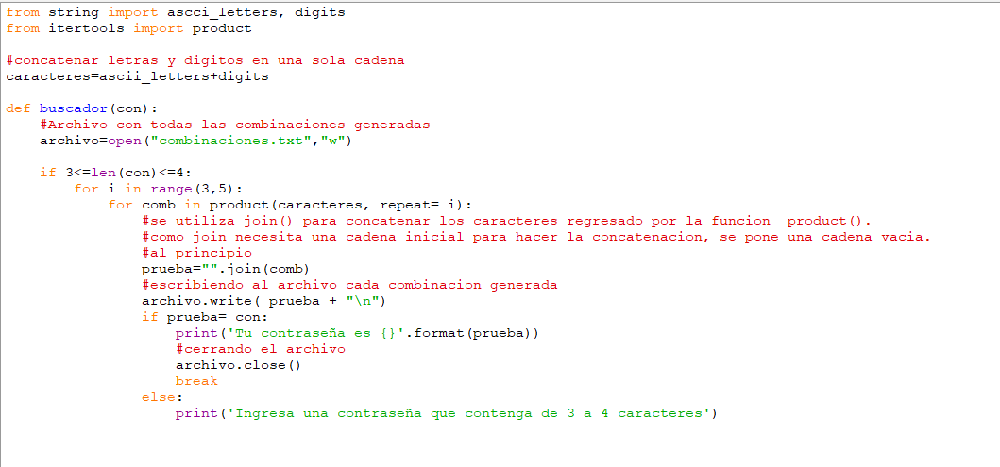 from string import ascci_letters, digits
from itertools import product
#concatenar letras y digitos en una sola cadena
caracteres=ascii_letters+digits
def buscador(con):
#Archivo con todas las combinaciones generadas
archivo=open("combinaciones.txt","w")
if 3<=len(con)<=4:
for i in range(3,5):
for comb in product(caracteres, repeat= i):
#se utiliza join() para concatenar los caracteres regresado por la funcion  product().
#como join necesita una cadena inicial para hacer la concatenacion, se pone una cadena vacia.
#al principio
prueba="".join(comb)
#escribiendo al archivo cada combinacion generada
archivo.write( prueba + "\n")
if prueba= con:
print('Tu contraseña es {}'.format(prueba))
#cerrando el archivo
archivo.close()
break
else:
print('Ingresa una contraseña que contenga de 3 a 4 caracteres')